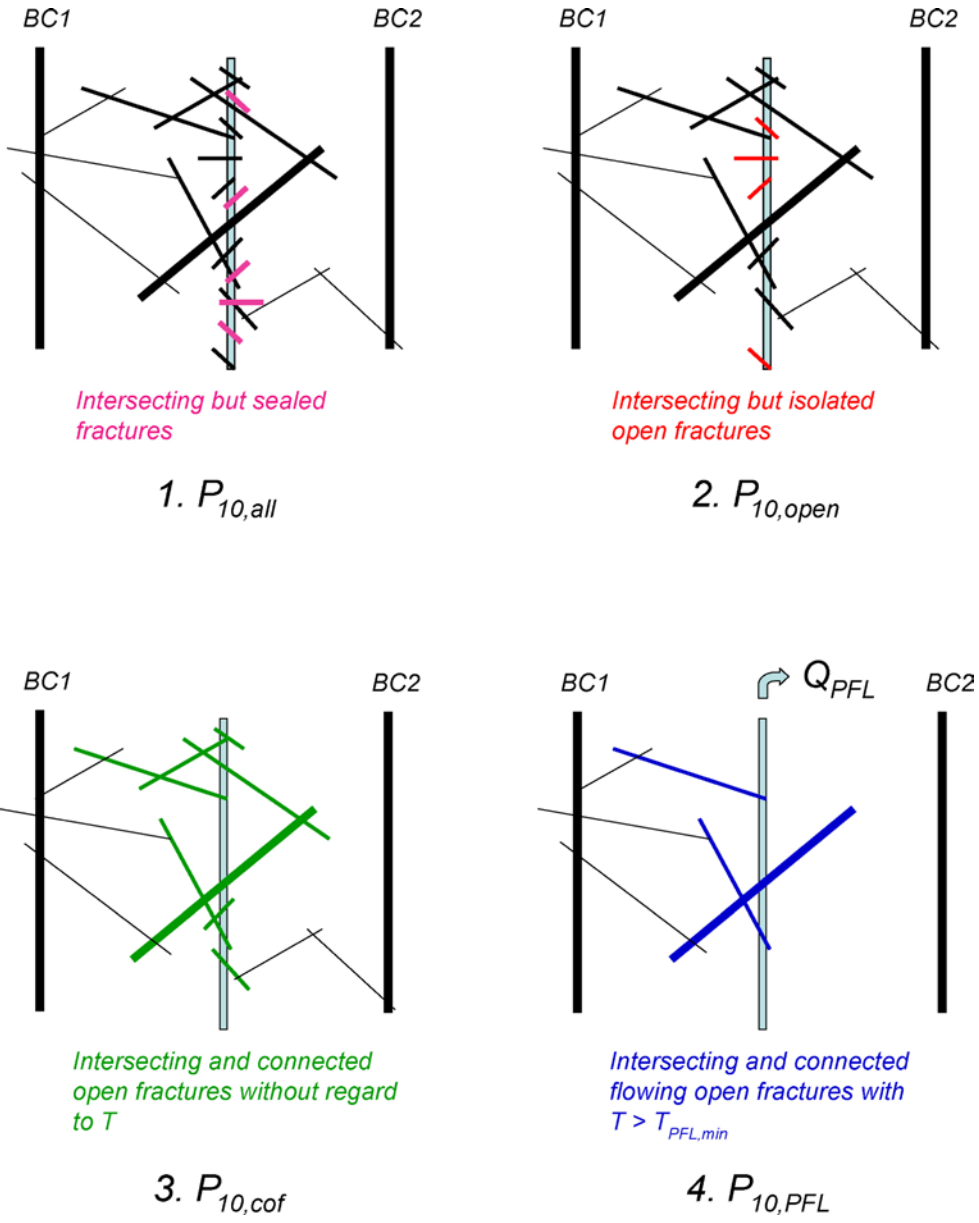 BC1
BC2
Intersecting but sealed
fractures
1. P10,all
BC1
BC2
Intersecting but isolated
open fractures
2. P10,open
BC1
BC2
Intersecting and connected
open fractures without regard
to T
3. P10,cof
BC1
QPFL
BC2
Intersecting and connected
flowing open fractures with
T > TPFL,min
4. P10,PFL